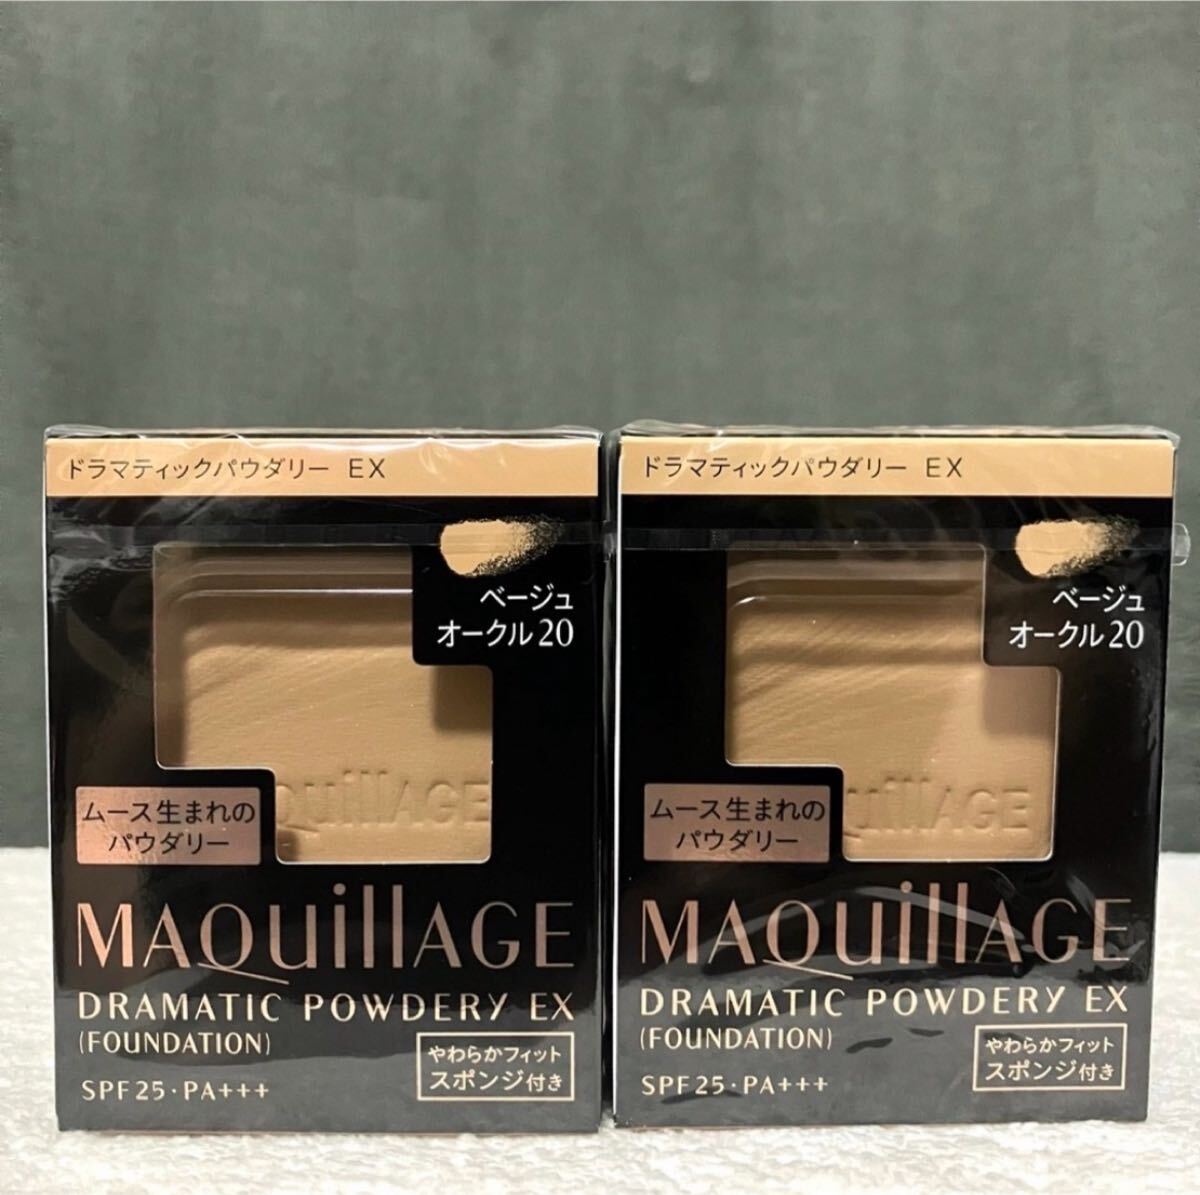 ドラマティックパウダリー EX
ベージュ
オークル20
QuillAGE
ムース生まれの
パウダリー
MAQuillAGE
DRAMATIC POWDERY EX
(FOUNDATION)
やわらかフィット
スポンジ付き
SPF25・PA+++
ドラマティックパウダリー EX
ベージュ
オークル20
uillAGE
ムース生まれの
パウダリー
MAQuillAGE
DRAMATIC POWDERY EX
(FOUNDATION)
やわらかフィット
スポンジ付き
SPF25・PA+++